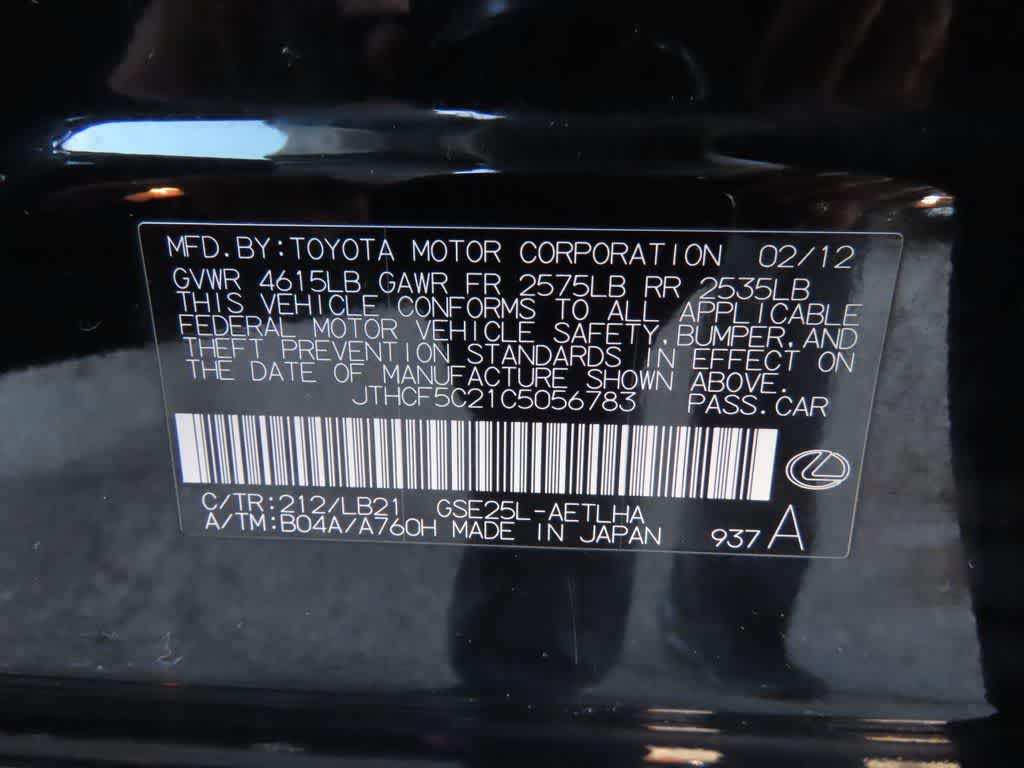 MFD.BY:TOYOTA MOTOR CORPORATION 02/12
GVWR 4615LB GAWR FR 2575LB RR 2535LB
THIS VEHICLE CONFORMS TO ALL APPLICABLE
FEDERAL MOTOR VEHICLE SAFETY,BUMPER,AND
THEFT PREVENTION STANDARDS IN EFFECT ON
THE DATE OF MANUFACTURE SHOWN ABOVE.
JTHCF5C21C5056783 PASS.CAR
C/TR:212/LB21 GSE25L-AETLHA
A/TM:B04A/A760H MADE IN JAPAN 937 A